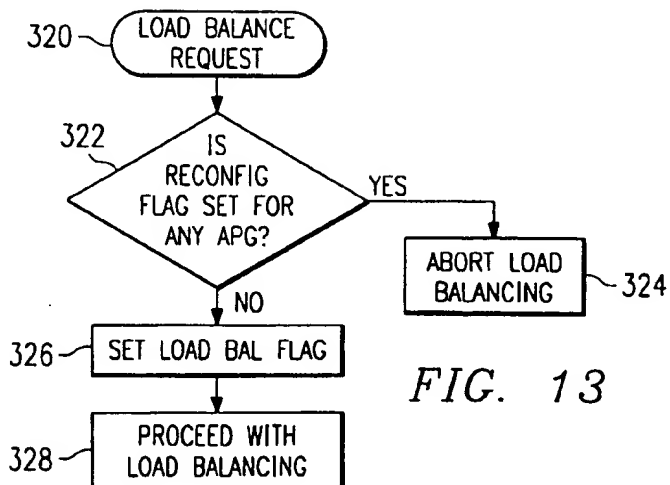 320
LOAD BALANCE
REQUEST
322
IS
RECONFIG
FLAG SET FOR
ANY APG?
YES
ABORT LOAD
BALANCING
324
NO
326
SET LOAD BAL FLAG
FIG. 13
328
PROCEED WITH
LOAD BALANCING